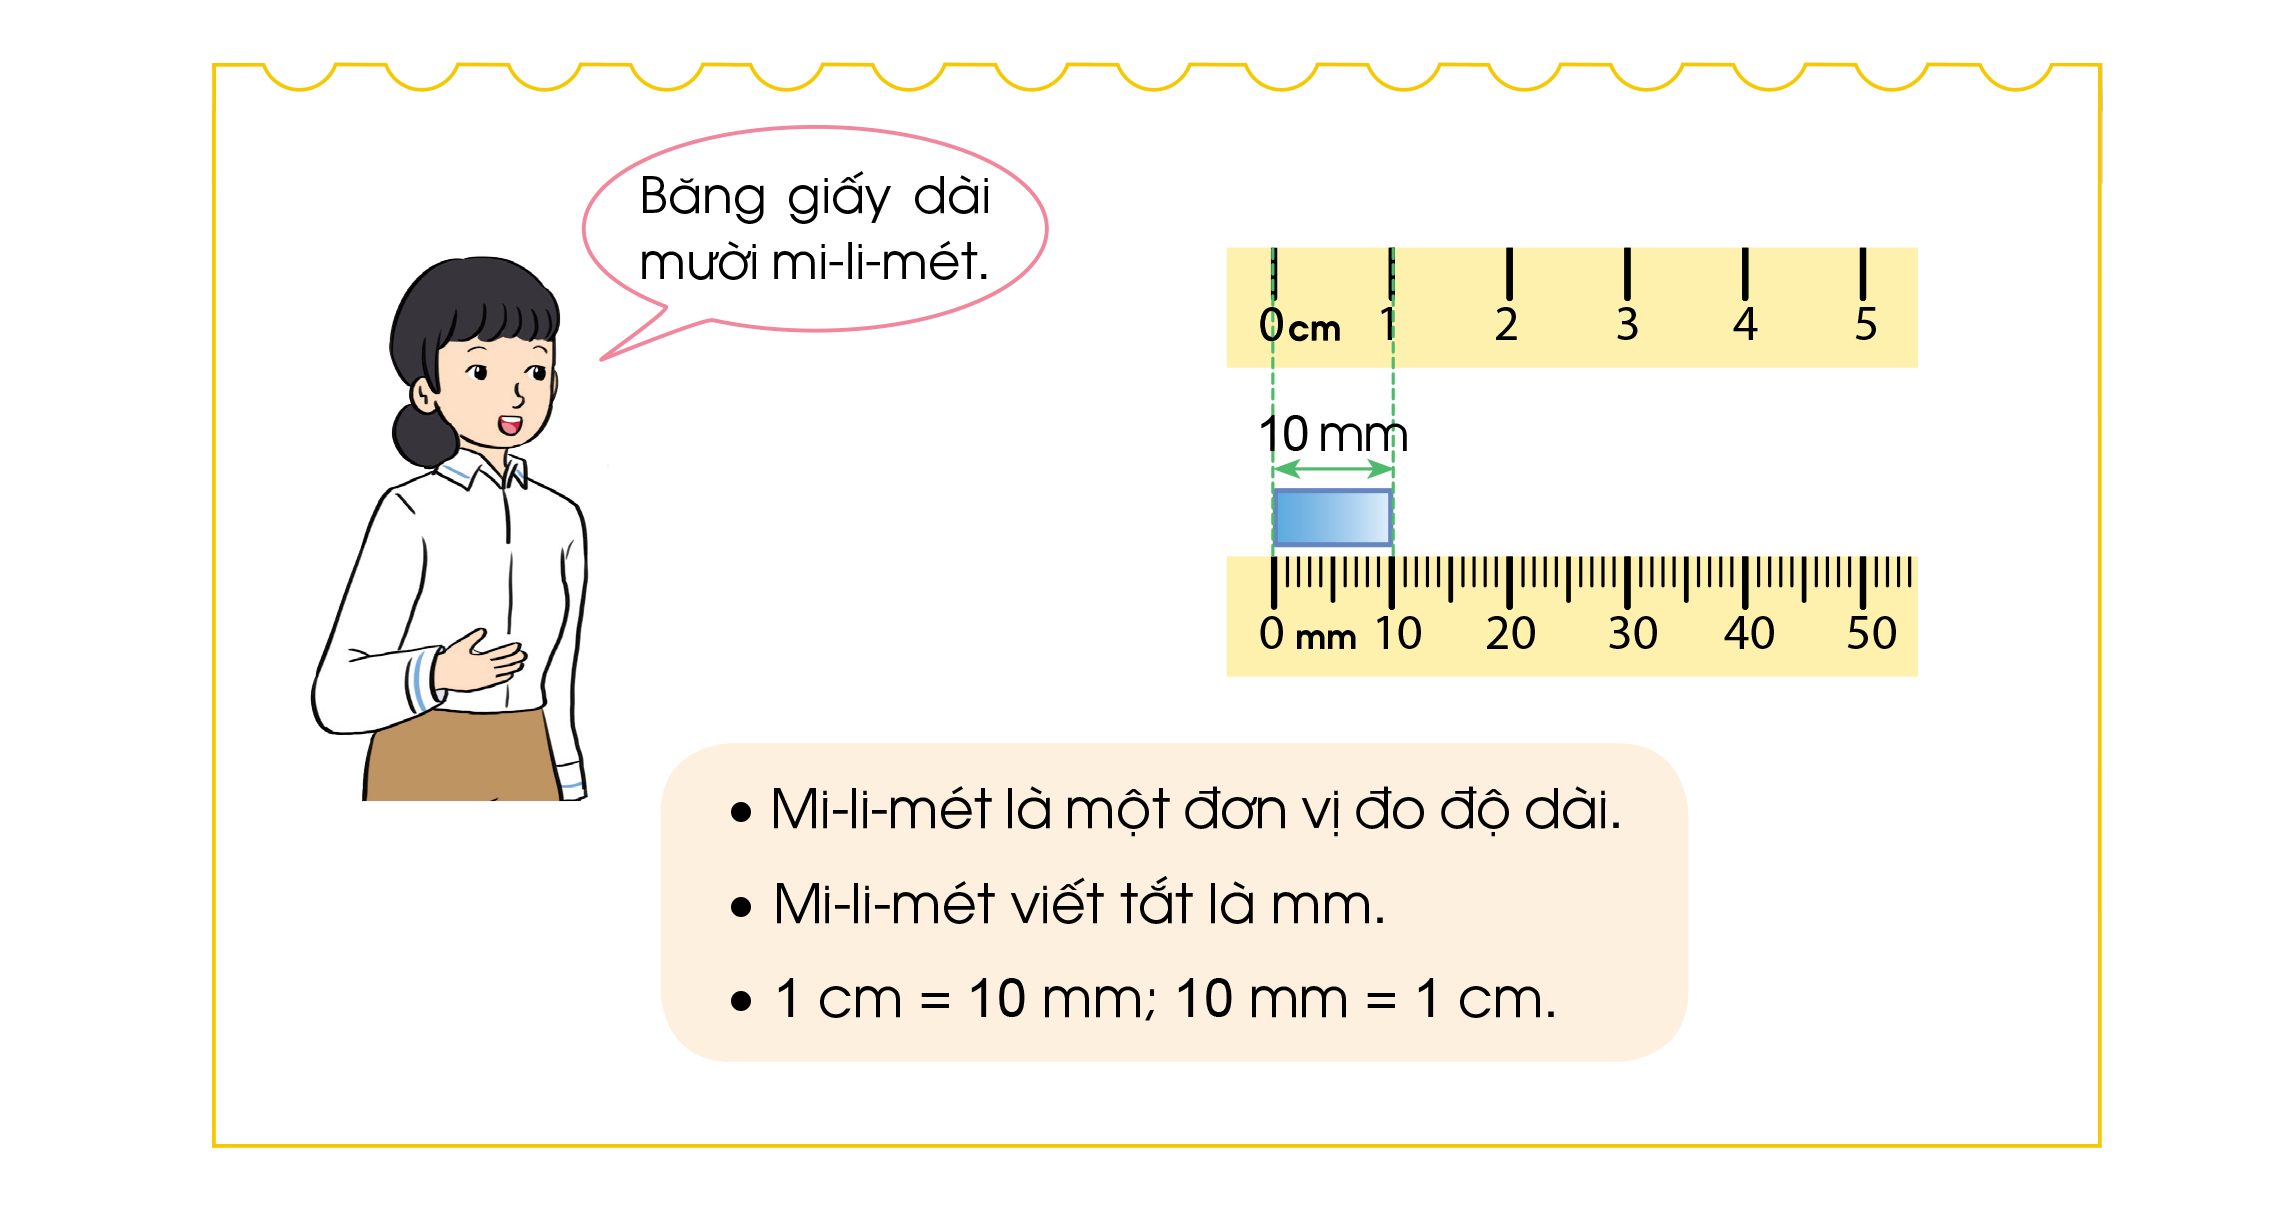 Băng giấy dài
mười mi-li-mét.
0 cm 1 2 3 4 5
10 mm
0 mm 10 20 30 40 50
• Mi-li-mét là một đơn vị đo độ dài.
• Mi-li-mét viết tắt là mm.
• 1 cm = 10 mm; 10 mm = 1 cm.